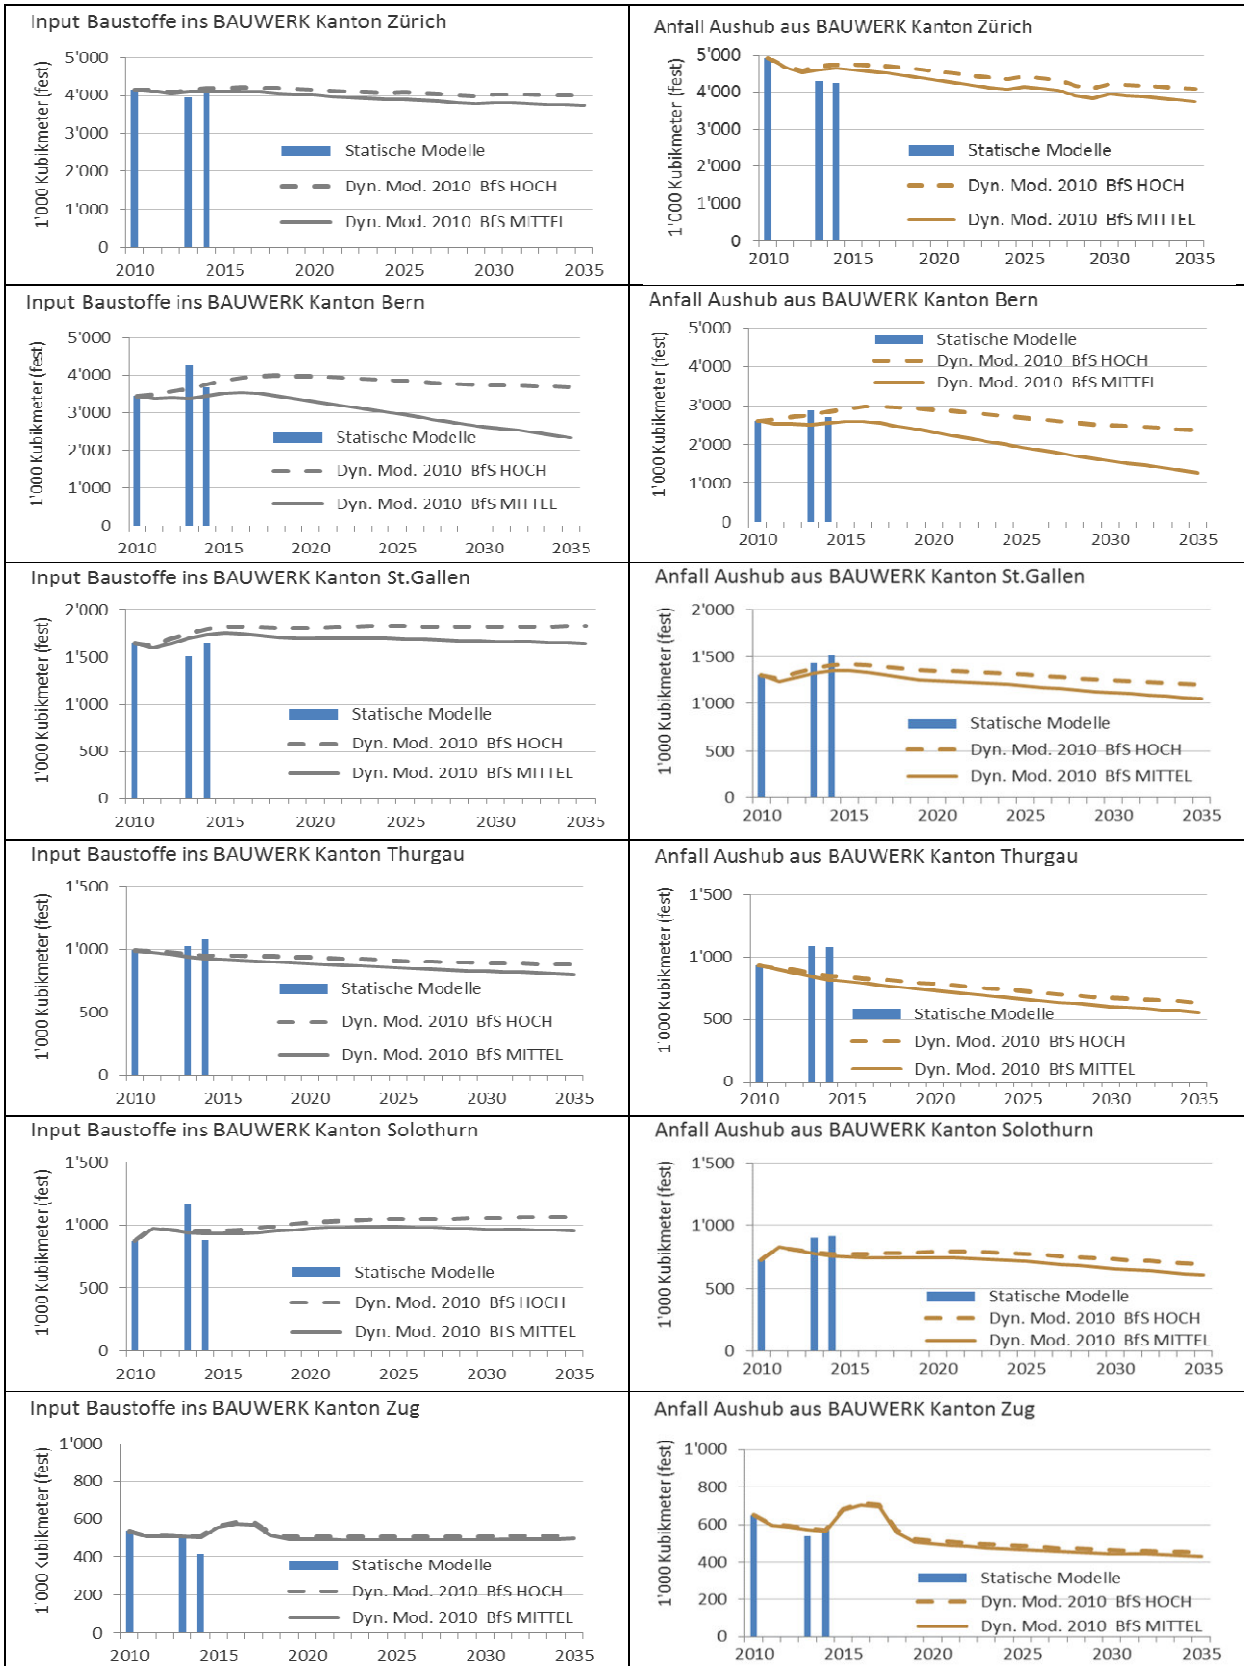 Input Baustoffe ins BAUWERK Kanton Zürich
1'000 Kubikmeter (fest)
5'000
4'000
3'000
2'000
1'000
0
Statische Modelle
Dyn. Mod. 2010 BfS HOCH
Dyn. Mod. 2010 BfS MITTEL
2010 2015 2020 2025 2030 2035
Anfall Aushub aus BAUWERK Kanton Zürich
1'000 Kubikmeter (fest)
5'000
4'000
3'000
2'000
1'000
0
Statische Modelle
Dyn. Mod. 2010 BfS HOCH
Dyn. Mod. 2010 BfS MITTEL
2010 2015 2020 2025 2030 2035
Input Baustoffe ins BAUWERK Kanton Bern
1'000 Kubikmeter (fest)
5'000
4'000
3'000
2'000
1'000
0
Statische Modelle
Dyn. Mod. 2010 BfS HOCH
Dyn. Mod. 2010 BfS MITTEL
2010 2015 2020 2025 2030 2035
Anfall Aushub aus BAUWERK Kanton Bern
1'000 Kubikmeter (fest)
5'000
4'000
3'000
2'000
1'000
0
Statische Modelle
Dyn. Mod. 2010 BfS HOCH
Dyn. Mod. 2010 BfS MITTEL
2010 2015 2020 2025 2030 2035
Input Baustoffe ins BAUWERK Kanton St.Gallen
1'000 Kubikmeter (fest)
2'000
1'500
1'000
500
0
Statische Modelle
Dyn. Mod. 2010 BfS HOCH
Dyn. Mod. 2010 BfS MITTEL
2010 2015 2020 2025 2030 2035
Anfall Aushub aus BAUWERK Kanton St.Gallen
1'000 Kubikmeter (fest)
2'000
1'500
1'000
500
0
Statische Modelle
Dyn. Mod. 2010 BfS HOCH
Dyn. Mod. 2010 BfS MITTEL
2010 2015 2020 2025 2030 2035
Input Baustoffe ins BAUWERK Kanton Thurgau
1'000 Kubikmeter (fest)
1'500
1'000
500
0
Statische Modelle
Dyn. Mod. 2010 BfS HOCH
Dyn. Mod. 2010 BfS MITTEL
2010 2015 2020 2025 2030 2035
Anfall Aushub aus BAUWERK Kanton Thurgau
1'000 Kubikmeter (fest)
1'500
1'000
500
0
Statische Modelle
Dyn. Mod. 2010 BfS HOCH
Dyn. Mod. 2010 BfS MITTEL
2010 2015 2020 2025 2030 2035
Input Baustoffe ins BAUWERK Kanton Solothurn
1'000 Kubikmeter (fest)
1'500
1'000
500
0
Statische Modelle
Dyn. Mod. 2010 BfS HOCH
Dyn. Mod. 2010 BfS MITTEL
2010 2015 2020 2025 2030 2035
Anfall Aushub aus BAUWERK Kanton Solothurn
1'000 Kubikmeter (fest)
1'500
1'000
500
0
Statische Modelle
Dyn. Mod. 2010 BfS HOCH
Dyn. Mod. 2010 BfS MITTEL
2010 2015 2020 2025 2030 2035
Input Baustoffe ins BAUWERK Kanton Zug
1'000 Kubikmeter (fest)
1'000
800
600
400
200
0
Statische Modelle
Dyn. Mod. 2010 BfS HOCH
Dyn. Mod. 2010 BfS MITTEL
2010 2015 2020 2025 2030 2035
Anfall Aushub aus BAUWERK Kanton Zug
1'000 Kubikmeter (fest)
1'000
800
600
400
200
0
Statische Modelle
Dyn. Mod. 2010 BfS HOCH
Dyn. Mod. 2010 BfS MITTEL
2010 2015 2020 2025 2030 2035